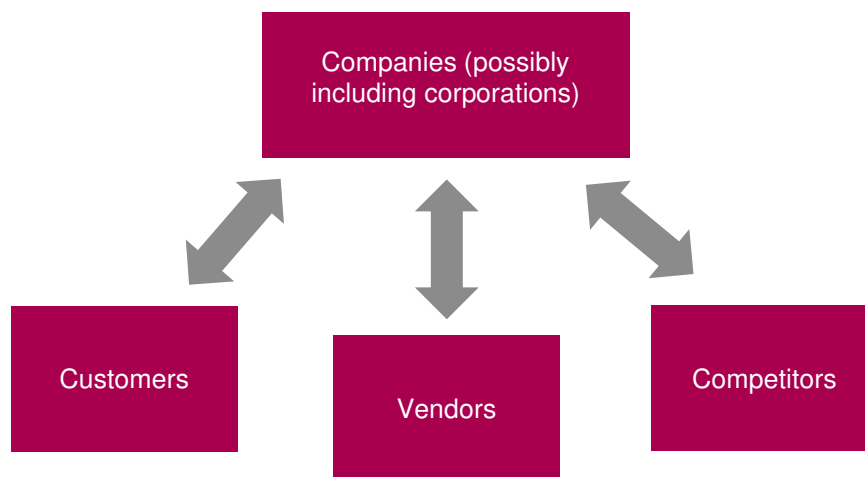 Companies (possibly
including corporations)
Customers
Vendors
Competitors